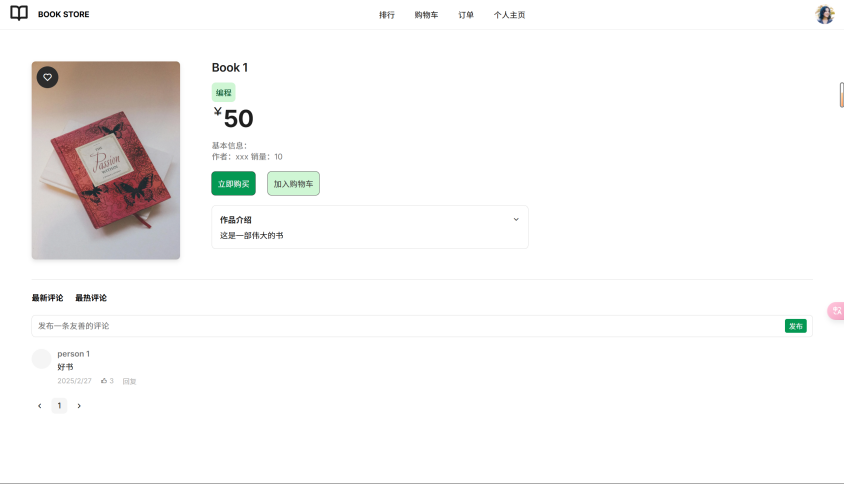 BOOK STORE
排行 购物车 订单 个人主页
Book 1
编程
¥50
基本信息：
作者：xxx 销量：10
立即购买 加入购物车
作品介绍
这是一部伟大的书
Passion
最新评论 最热评论
发布一条友善的评论 发布
person 1
好书
2025/2/27 3 回复
1